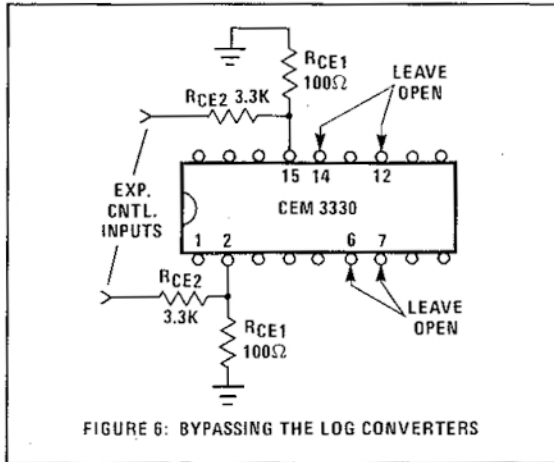 RCE1
100Ω
LEAVE
OPEN
RCE2 3.3K
15 14 12
EXP.
CNTL.
INPUTS
CEM 3330
1 2 6 7
RCE2
3.3K
LEAVE
OPEN
RCE1
100Ω
FIGURE 6: BYPASSING THE LOG CONVERTERS